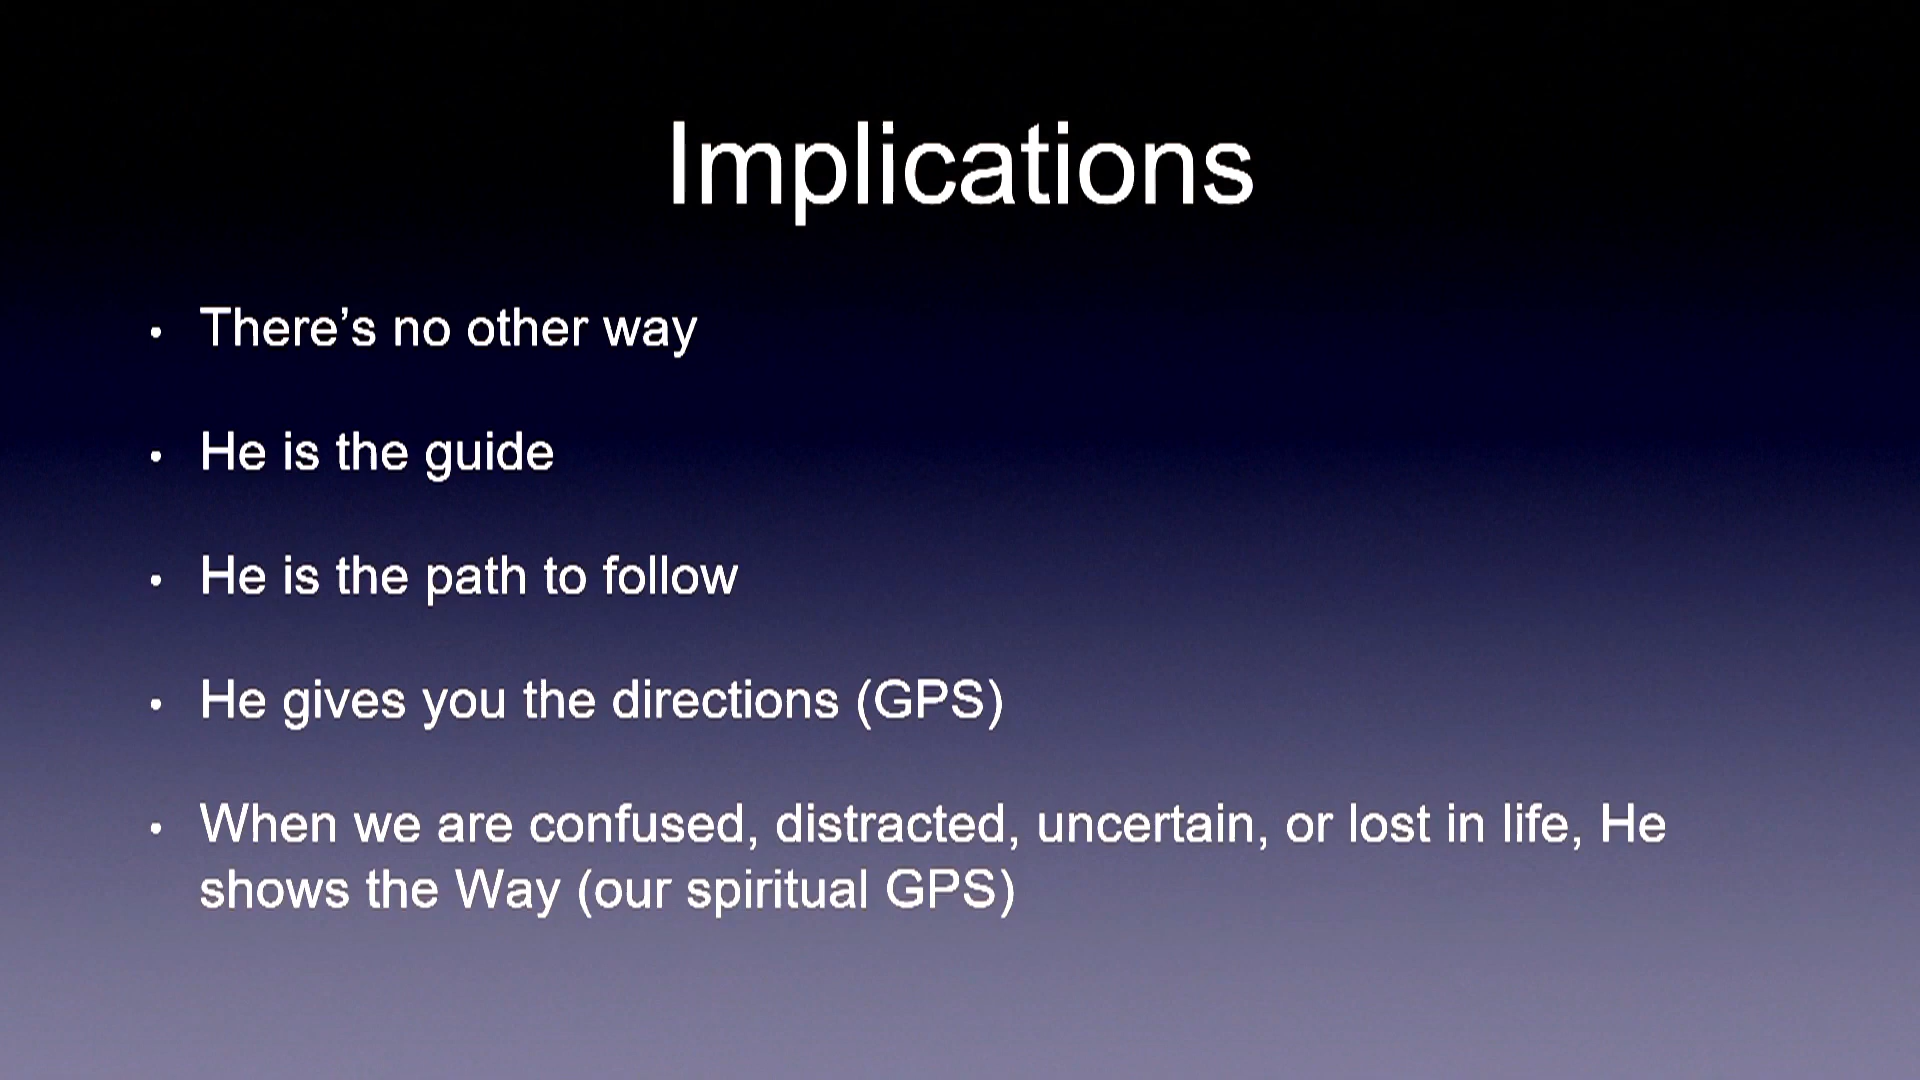 Implications
• There’s no other way
• He is the guide
• He is the path to follow
• He gives you the directions (GPS)
• When we are confused, distracted, uncertain, or lost in life, He
shows the Way (our spiritual GPS)